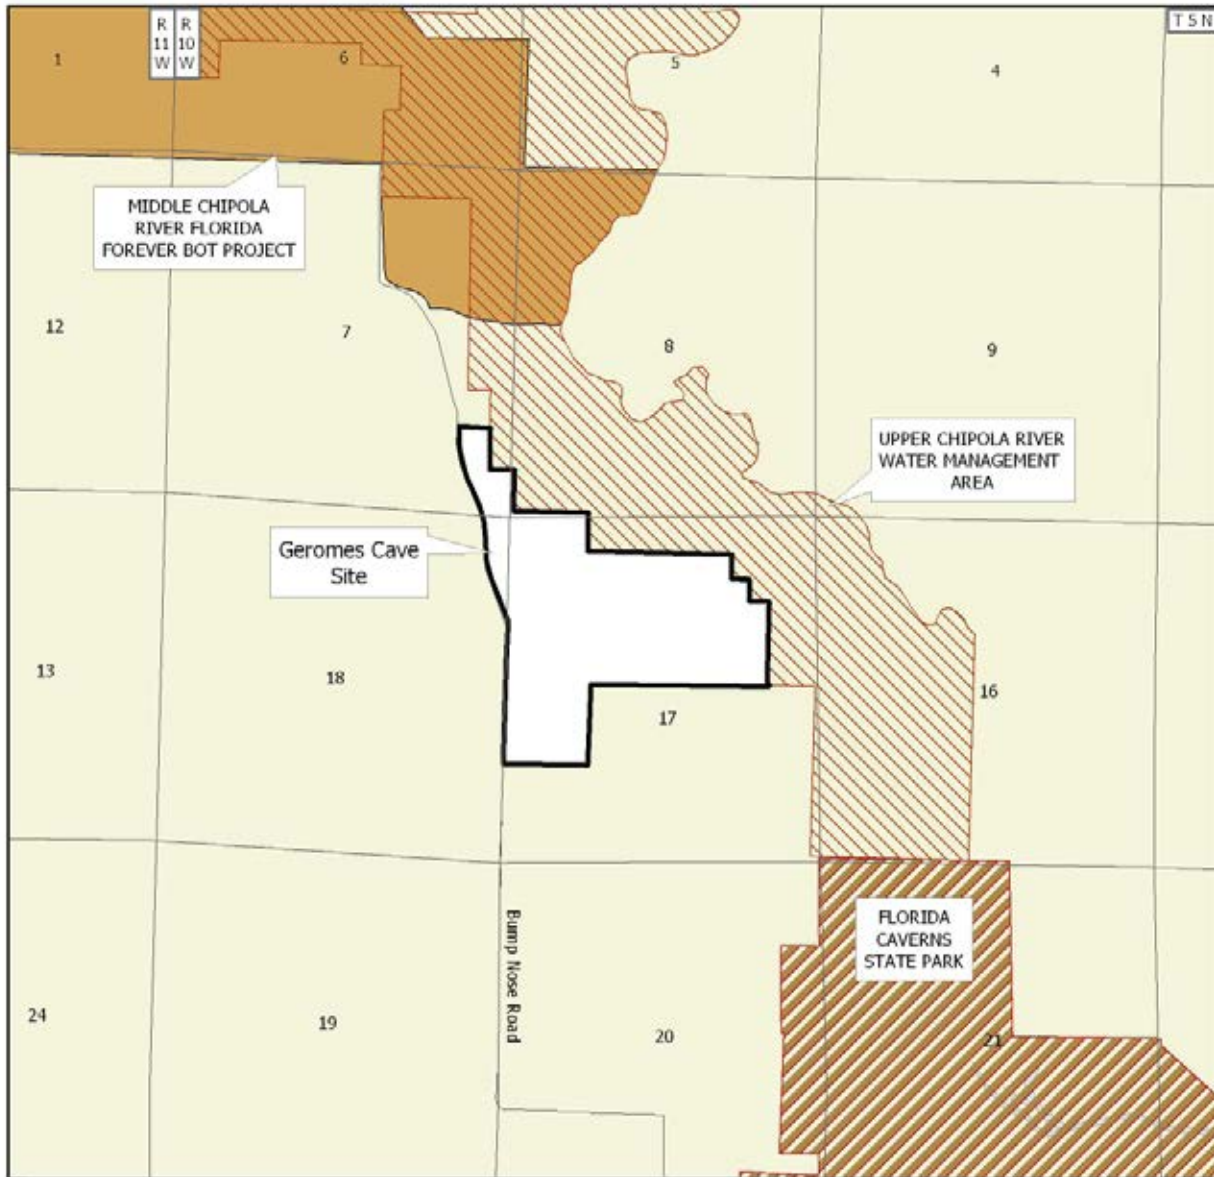 R R
11 10
W W
T 5 N
1
6
5
4
MIDDLE CHIPOLA
RIVER FLORIDA
FOREVER BOT PROJECT
12
7
8
9
UPPER CHIPOLA RIVER
WATER MANAGEMENT
AREA
Geromes Cave
Site
13
18
17
16
FLORIDA
CAVERNS
STATE PARK
Bump Nose Road
24
19
20
21